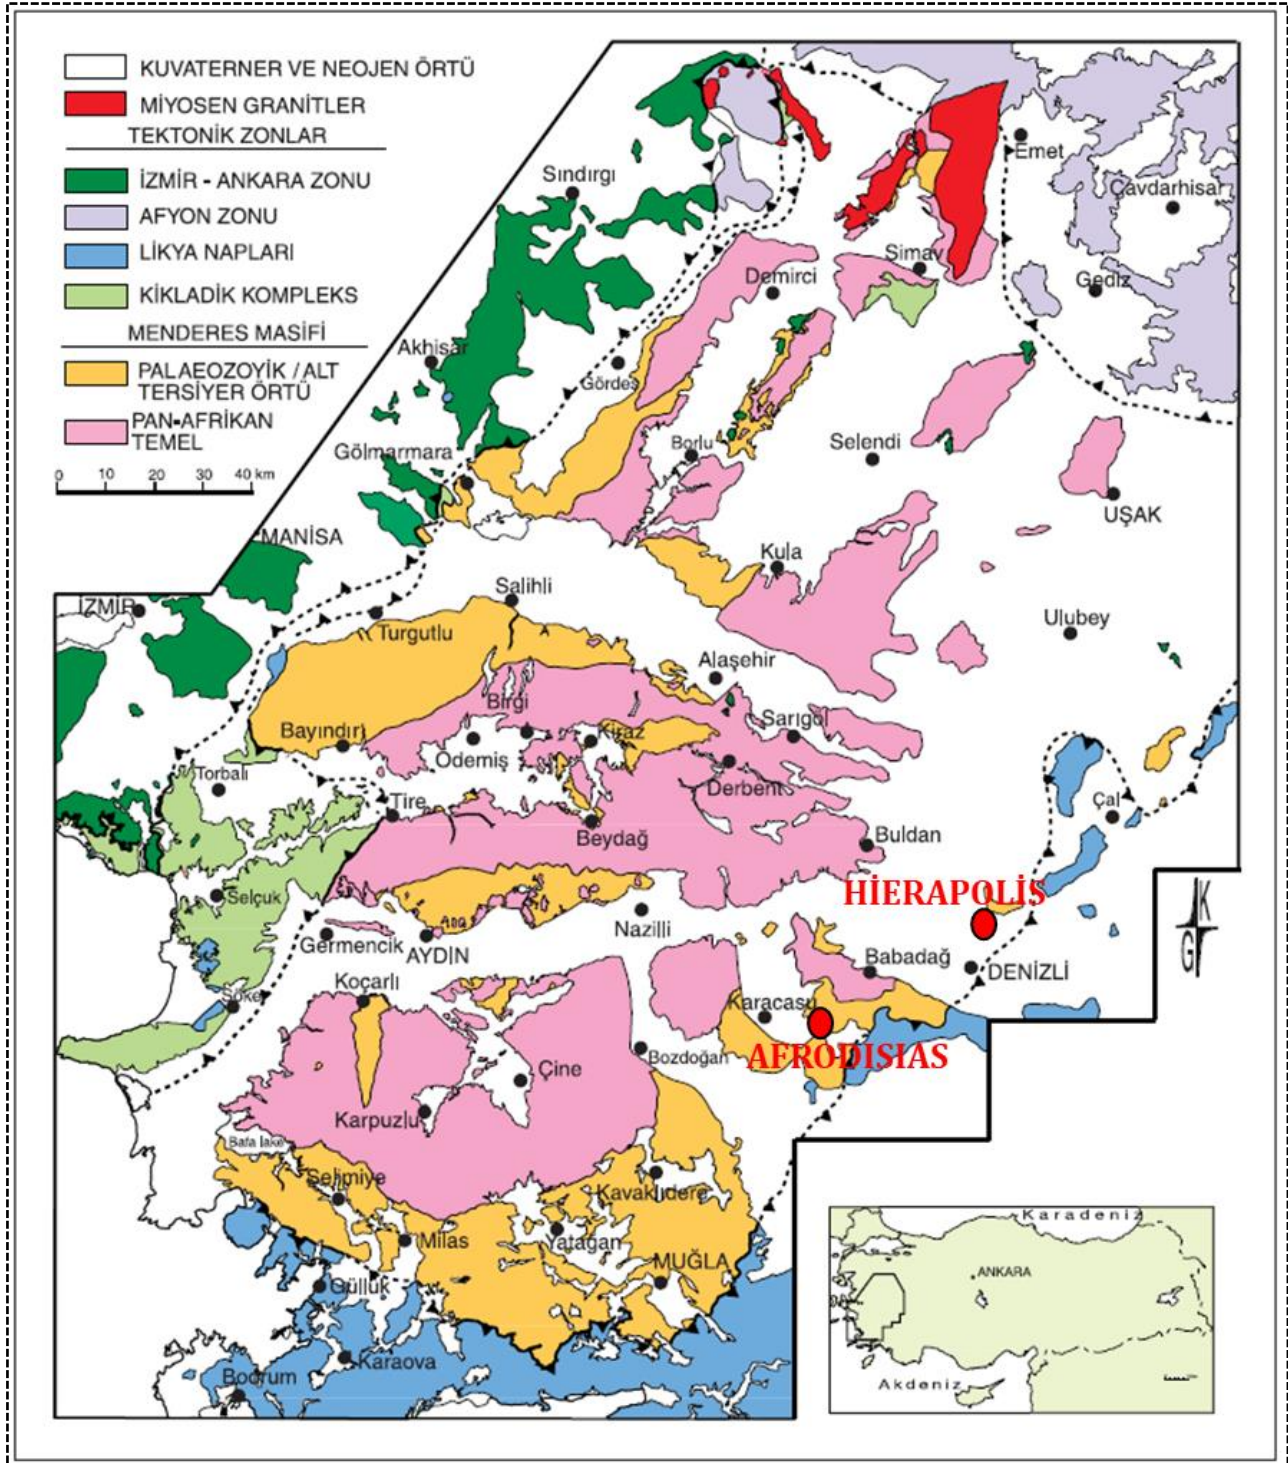 KUVATERNER VE NEOJEN ÖRTÜ
MİYOSEN GRANİTLER
TEKTONİK ZONLAR
İZMİR - ANKARA ZONU
AFYON ZONU
LİKYA NAPLARI
KİKLADİK KOMPLEKS
MENDERES MASİFİ
PALAEOZOYİK / ALT
TERSİYER ÖRTÜ
PAN-AFRİKAN
TEMEL
0 10 20 30 40 km
Sındırgı
Emet
Çavdarhisar
Simav
Demirci
Gediz
Akhisar
Gördes
Borlu
Selendi
Gölmarmara
UŞAK
MANİSA
Kula
Salihli
İZMİR
Turgutlu
Ulubey
Alaşehir
Birgi
Sarıgöl
Bayındır
Kiraz
Ödemiş
Torbalı
Derbent
Tire
Çal
Beydağ
Buldan
HİERAPOLİS
Selçuk
Nazilli
Germencik
AYDIN
Babadağ
DENİZLİ
K
G
Koçarlı
Söke
Karacasu
AFRODISIAS
Bozdoğan
Çine
Karpuzlu
Bafa lake
Selimiye
Kavaklıdere
Milas
Yatağan
MUĞLA
Güllük
Karaova
Bodrum
Karadeniz
ANKARA
Akdeniz